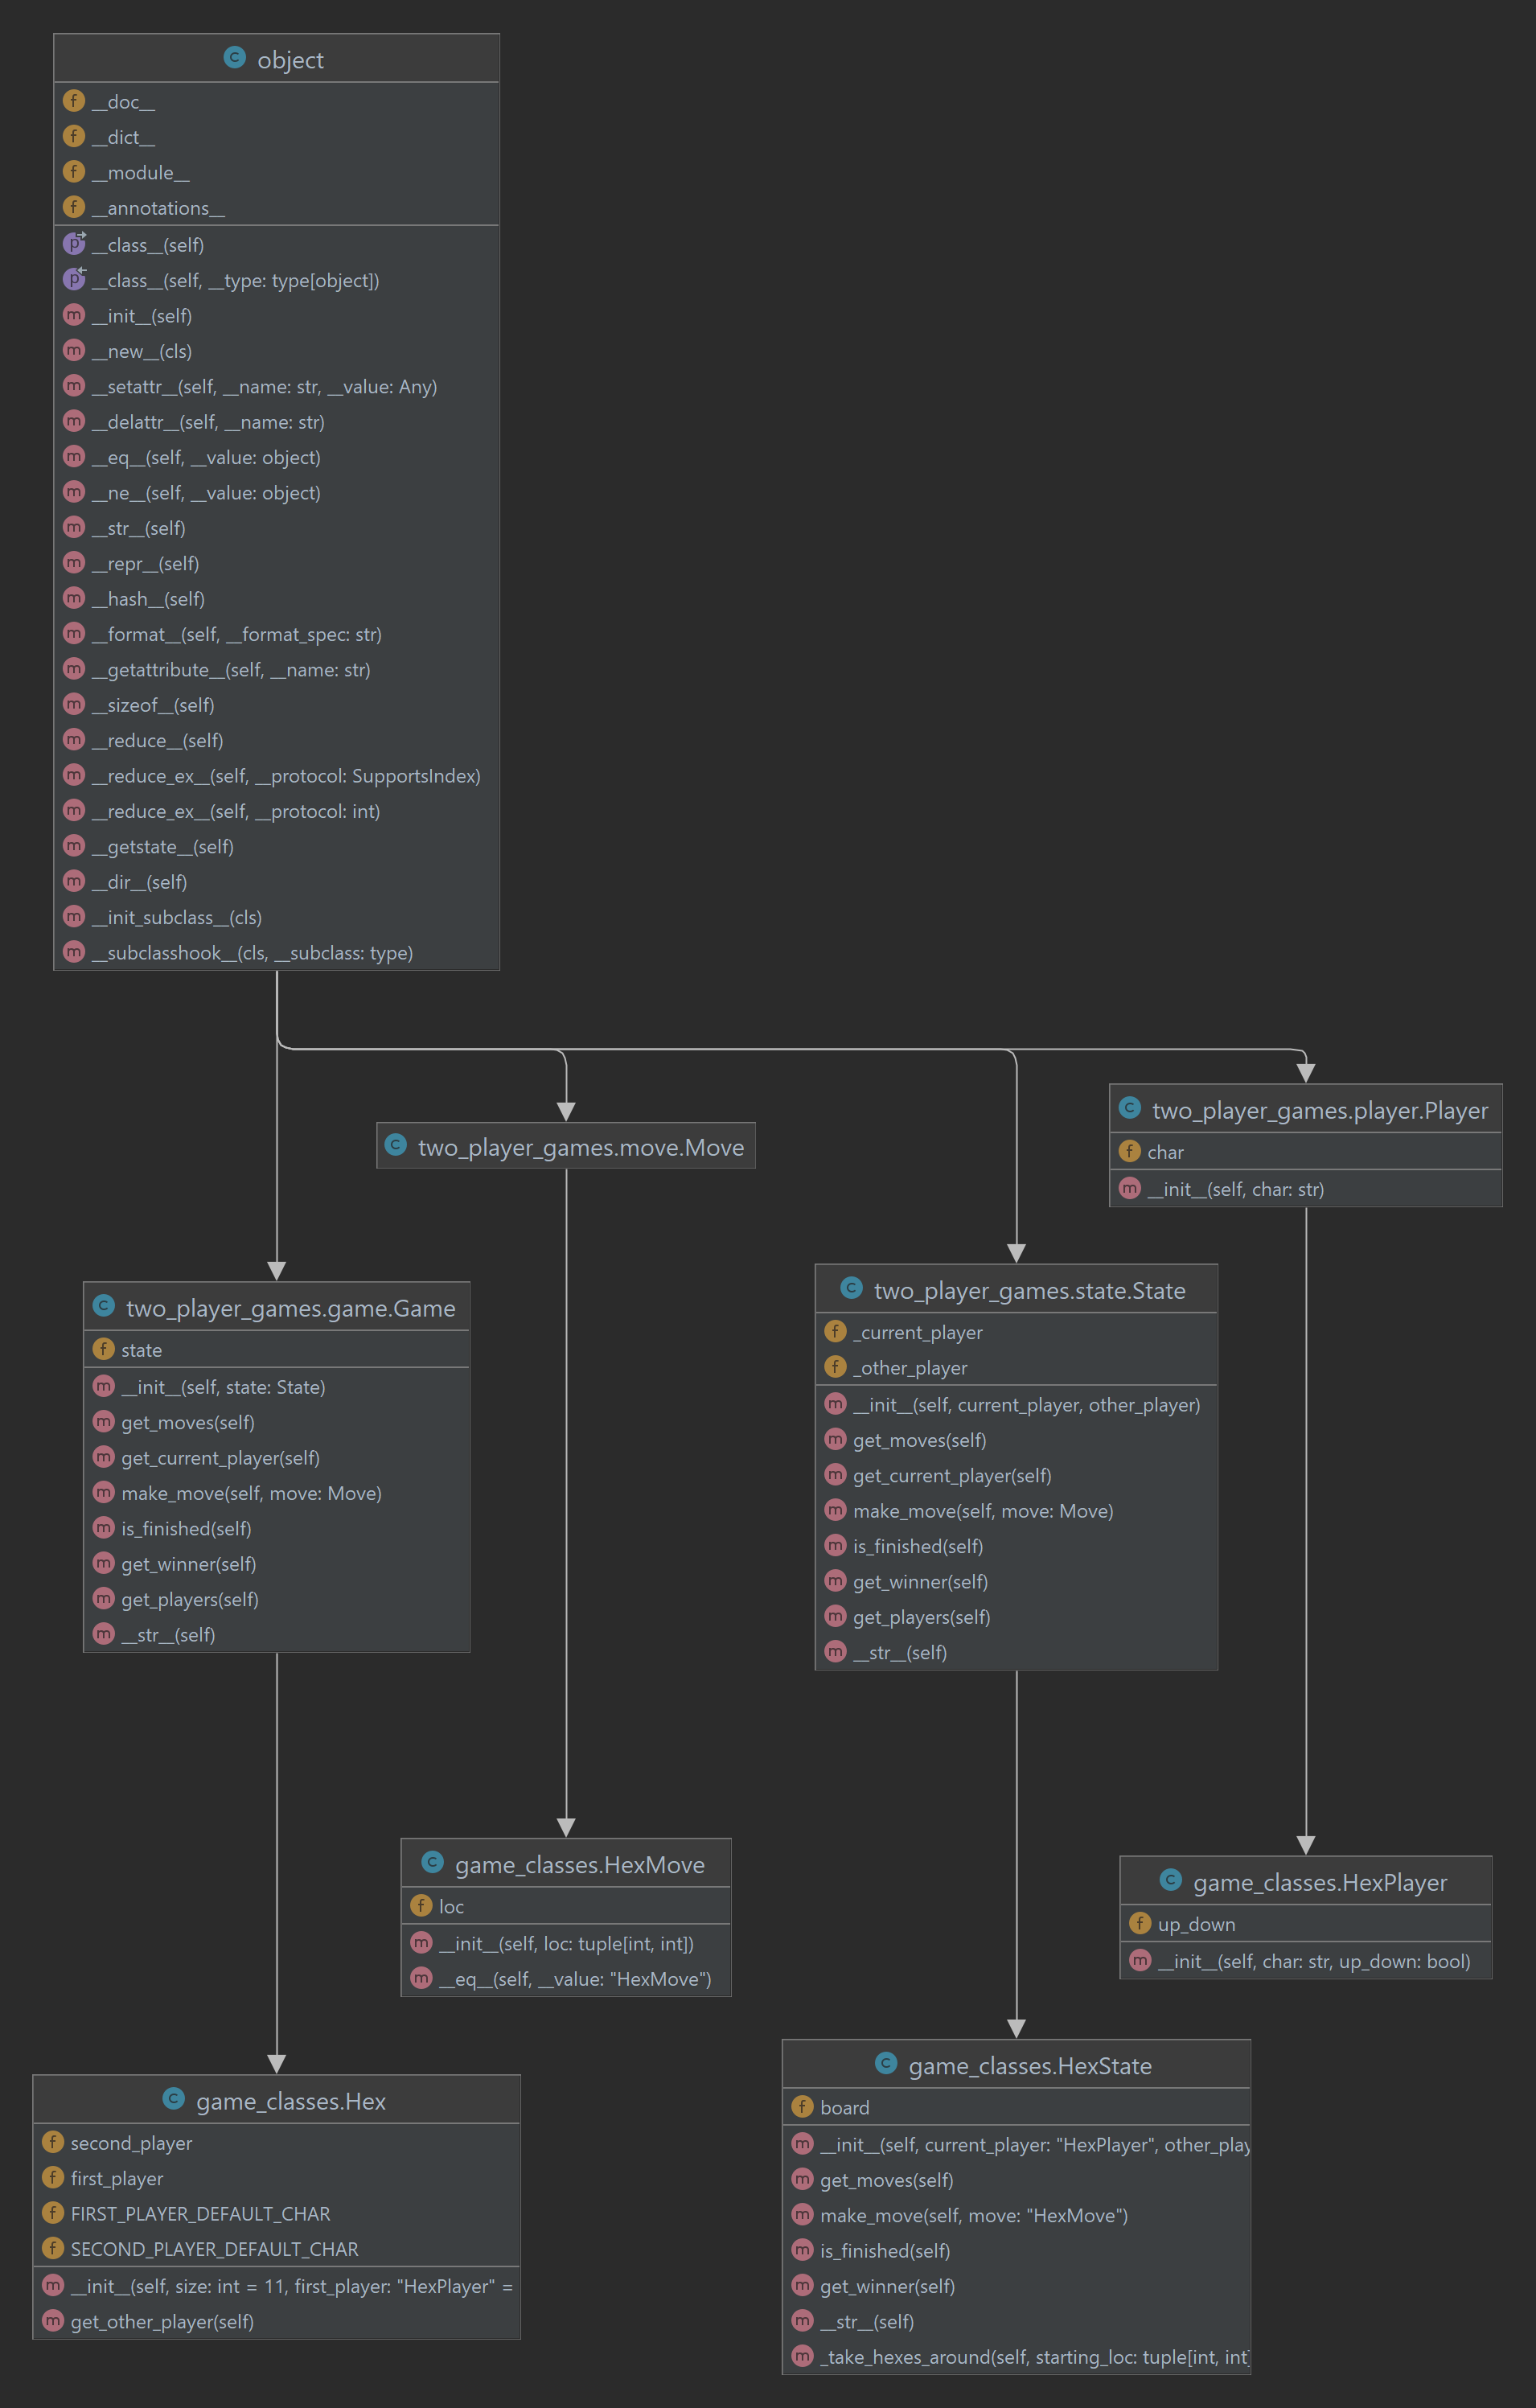 object
__doc__
__dict__
__module__
__annotations__
__class__(self)
__class__(self, __type: type[object])
__init__(self)
__new__(cls)
__setattr__(self, __name: str, __value: Any)
__delattr__(self, __name: str)
__eq__(self, __value: object)
__ne__(self, __value: object)
__str__(self)
__repr__(self)
__hash__(self)
__format__(self, __format_spec: str)
__getattribute__(self, __name: str)
__sizeof__(self)
__reduce__(self)
__reduce_ex__(self, __protocol: SupportsIndex)
__reduce_ex__(self, __protocol: int)
__getstate__(self)
__dir__(self)
__init_subclass__(cls)
__subclasshook__(cls, __subclass: type)
two_player_games.player.Player
char
__init__(self, char: str)
two_player_games.move.Move
two_player_games.game.Game
state
__init__(self, state: State)
get_moves(self)
get_current_player(self)
make_move(self, move: Move)
is_finished(self)
get_winner(self)
get_players(self)
__str__(self)
two_player_games.state.State
_current_player
_other_player
__init__(self, current_player, other_player)
get_moves(self)
get_current_player(self)
make_move(self, move: Move)
is_finished(self)
get_winner(self)
get_players(self)
__str__(self)
game_classes.HexMove
loc
__init__(self, loc: tuple[int, int])
__eq__(self, __value: "HexMove")
game_classes.HexPlayer
up_down
__init__(self, char: str, up_down: bool)
game_classes.Hex
second_player
first_player
FIRST_PLAYER_DEFAULT_CHAR
SECOND_PLAYER_DEFAULT_CHAR
__init__(self, size: int = 11, first_player: "HexPlayer" =
get_other_player(self)
game_classes.HexState
board
__init__(self, current_player: "HexPlayer", other_play
get_moves(self)
make_move(self, move: "HexMove")
is_finished(self)
get_winner(self)
__str__(self)
_take_hexes_around(self, starting_loc: tuple[int, int